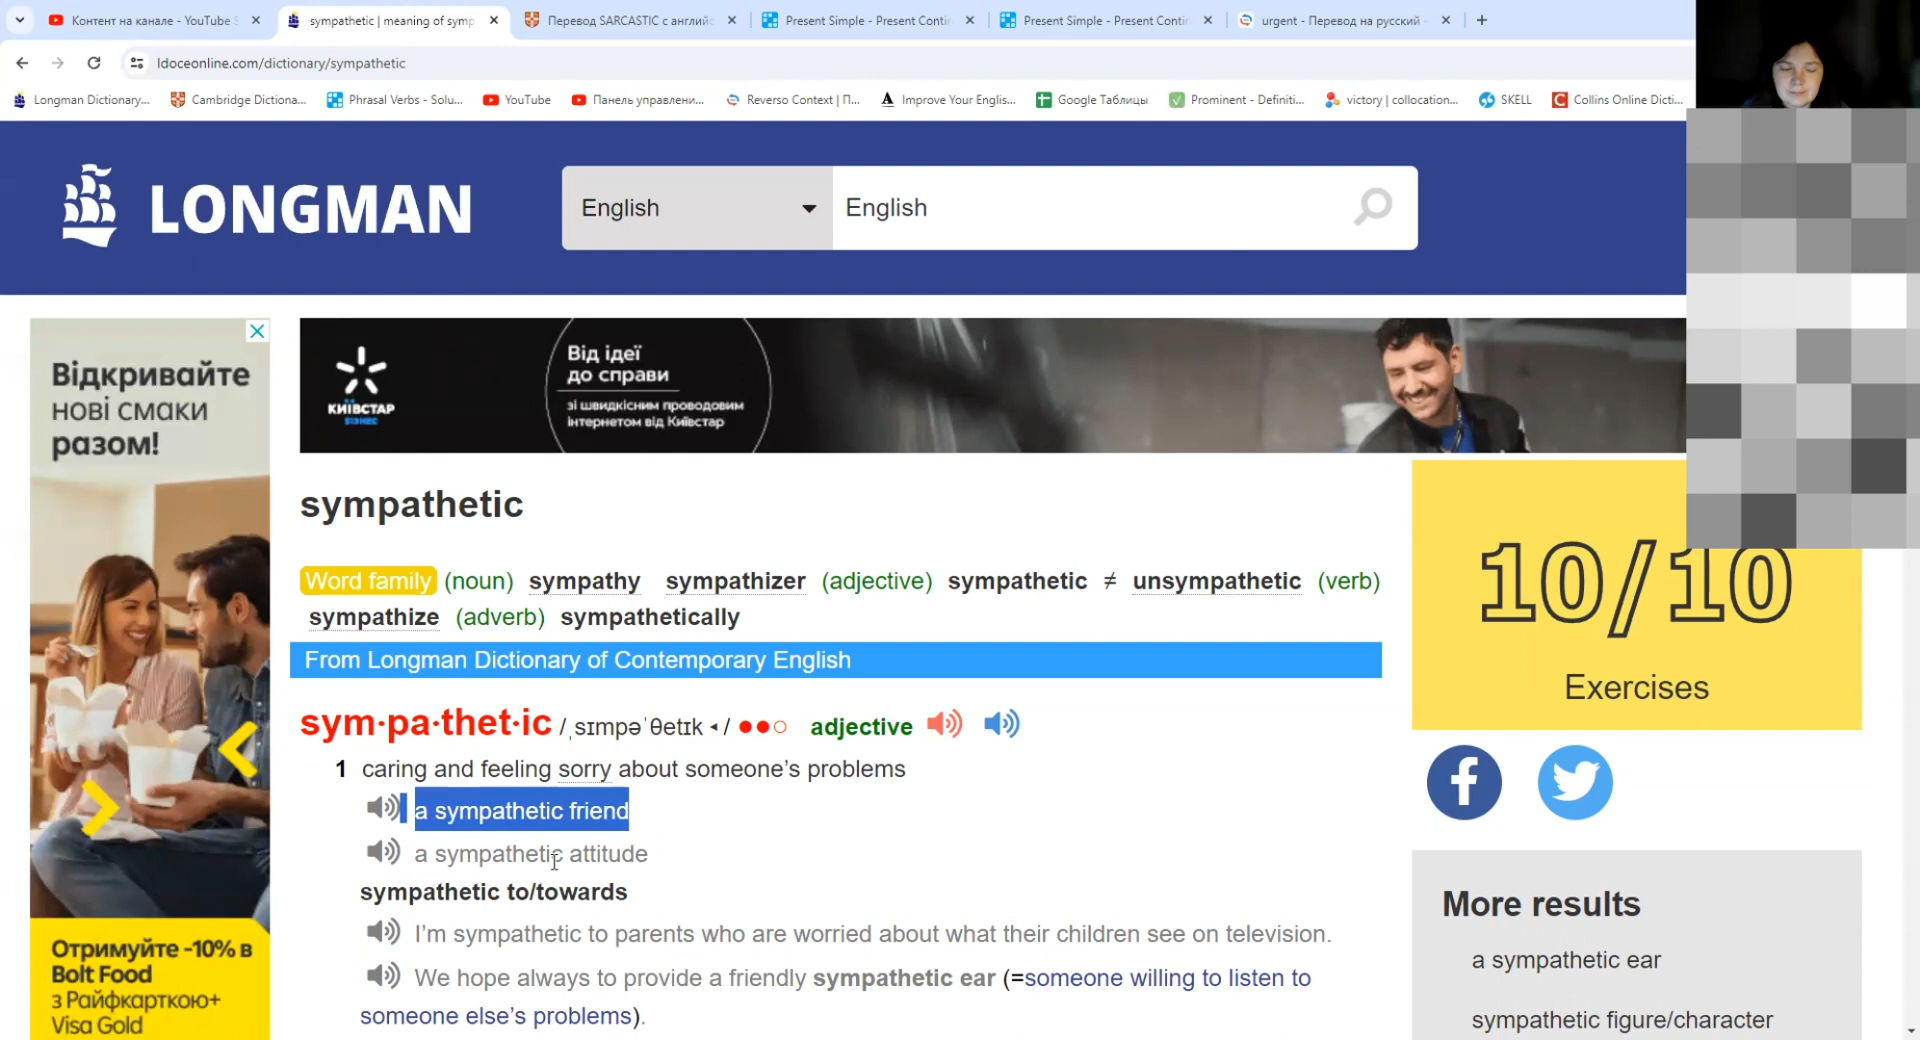 Контент на канале - YouTube S
sympathetic | meaning of symp
Перевод SARCASTIC с английс
Present Simple - Present Contin
Present Simple - Present Contin
urgent - Перевод на русский -
ldoceonline.com/dictionary/sympathetic
Longman Dictionary...
Cambridge Dictiona...
Phrasal Verbs - Solu...
YouTube
Панель управлени...
Reverso Context | П...
Improve Your Englis...
Google Таблицы
Prominent - Definiti...
victory | collocation...
SKELL
Collins Online Dicti...
LONGMAN
English
English
Відкривайте
нові смаки
разом!
КИЇВСТАР
БІЗНЕС
Від ідеї
до справи
зі швидкісним проводовим
інтернетом від Київстар
sympathetic
Word family (noun) sympathy sympathizer (adjective) sympathetic ≠ unsympathetic (verb)
sympathize (adverb) sympathetically
From Longman Dictionary of Contemporary English
sym·pa·thet·ic /ˌsɪmpəˈθetɪk ◂ / ●●○ adjective
1 caring and feeling sorry about someone’s problems
a sympathetic friend
a sympathetic attitude
sympathetic to/towards
I’m sympathetic to parents who are worried about what their children see on television.
We hope always to provide a friendly sympathetic ear (=someone willing to listen to
someone else’s problems).
Отримуйте -10% в
Bolt Food
з Райфкарткою+
Visa Gold
10/10
Exercises
More results
a sympathetic ear
sympathetic figure/character